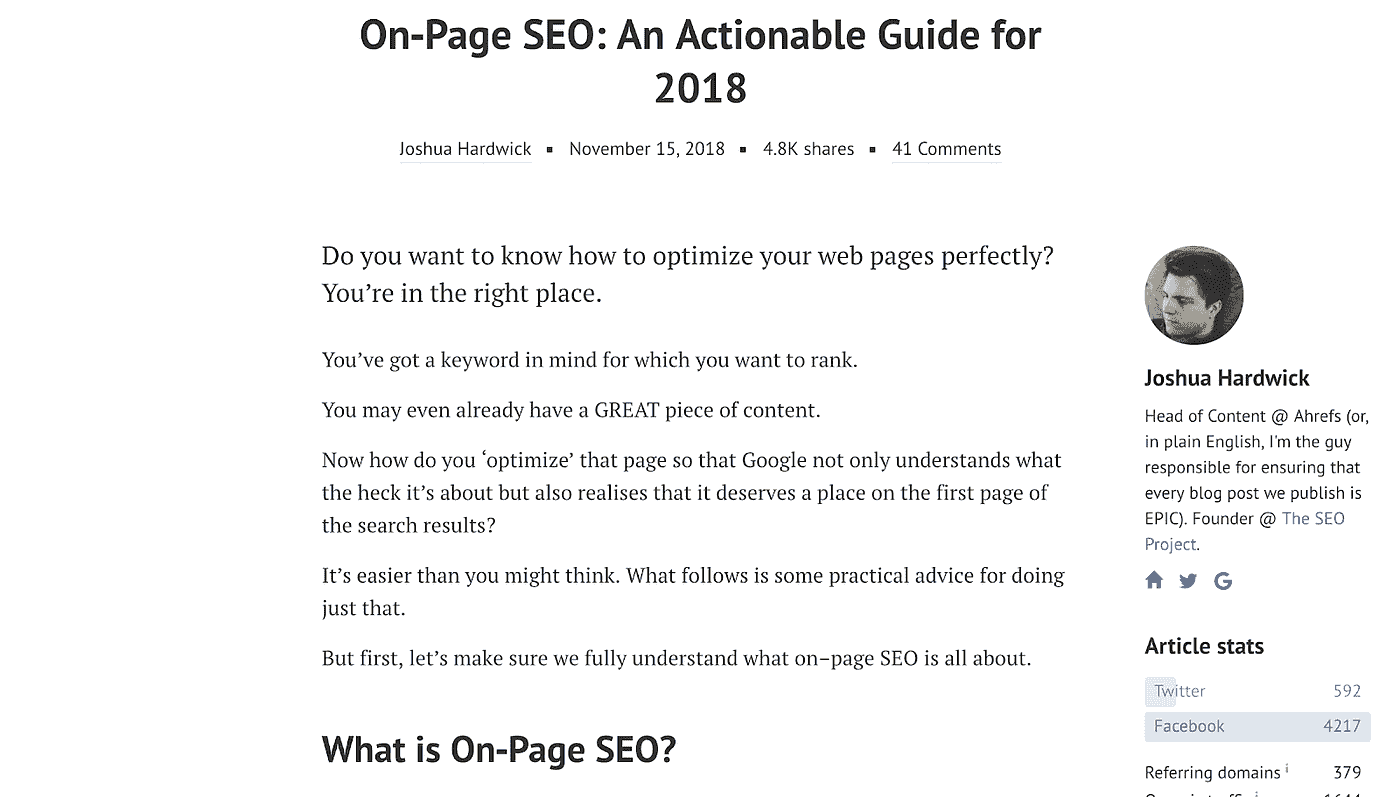 On-Page SEO: An Actionable Guide for
2018
Joshua Hardwick ▪ November 15, 2018 ▪ 4.8K shares ▪ 41 Comments
Do you want to know how to optimize your web pages perfectly?
You’re in the right place.
You’ve got a keyword in mind for which you want to rank.
You may even already have a GREAT piece of content.
Now how do you ‘optimize’ that page so that Google not only understands what
the heck it’s about but also realises that it deserves a place on the first page of
the search results?
It’s easier than you might think. What follows is some practical advice for doing
just that.
But first, let’s make sure we fully understand what on–page SEO is all about.
What is On-Page SEO?
Joshua Hardwick
Head of Content @ Ahrefs (or,
in plain English, I'm the guy
responsible for ensuring that
every blog post we publish is
EPIC). Founder @ The SEO
Project.
Article stats
Twitter 592
Facebook 4217
Referring domains i 379